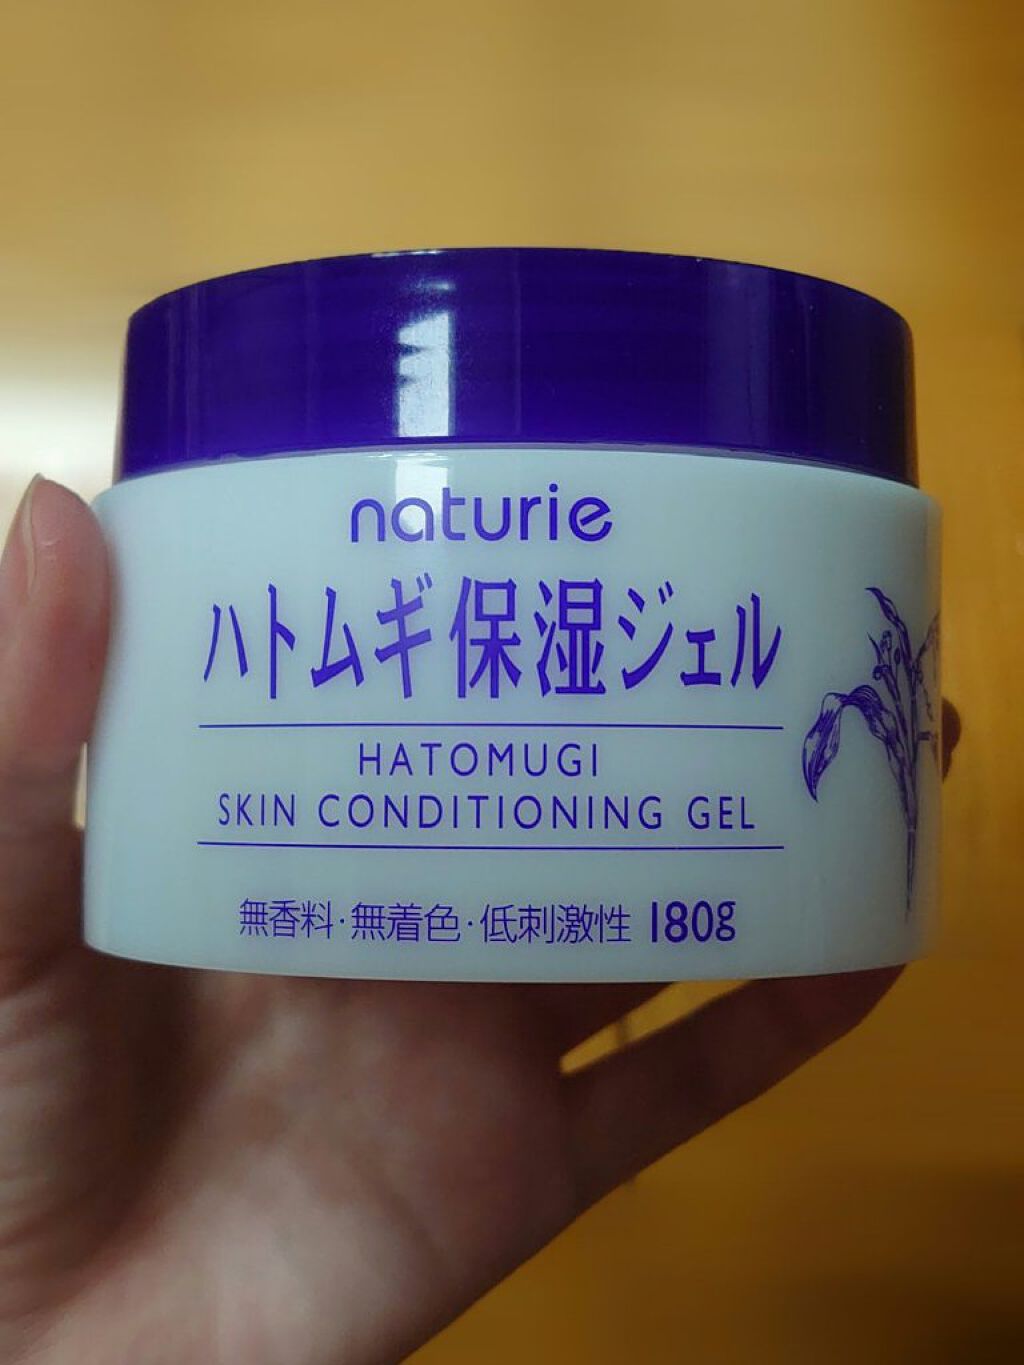 naturie
ハトムギ保湿ジェル
HATOMUGI
SKIN CONDITIONING GEL
無香料・無着色・低刺激性 180g